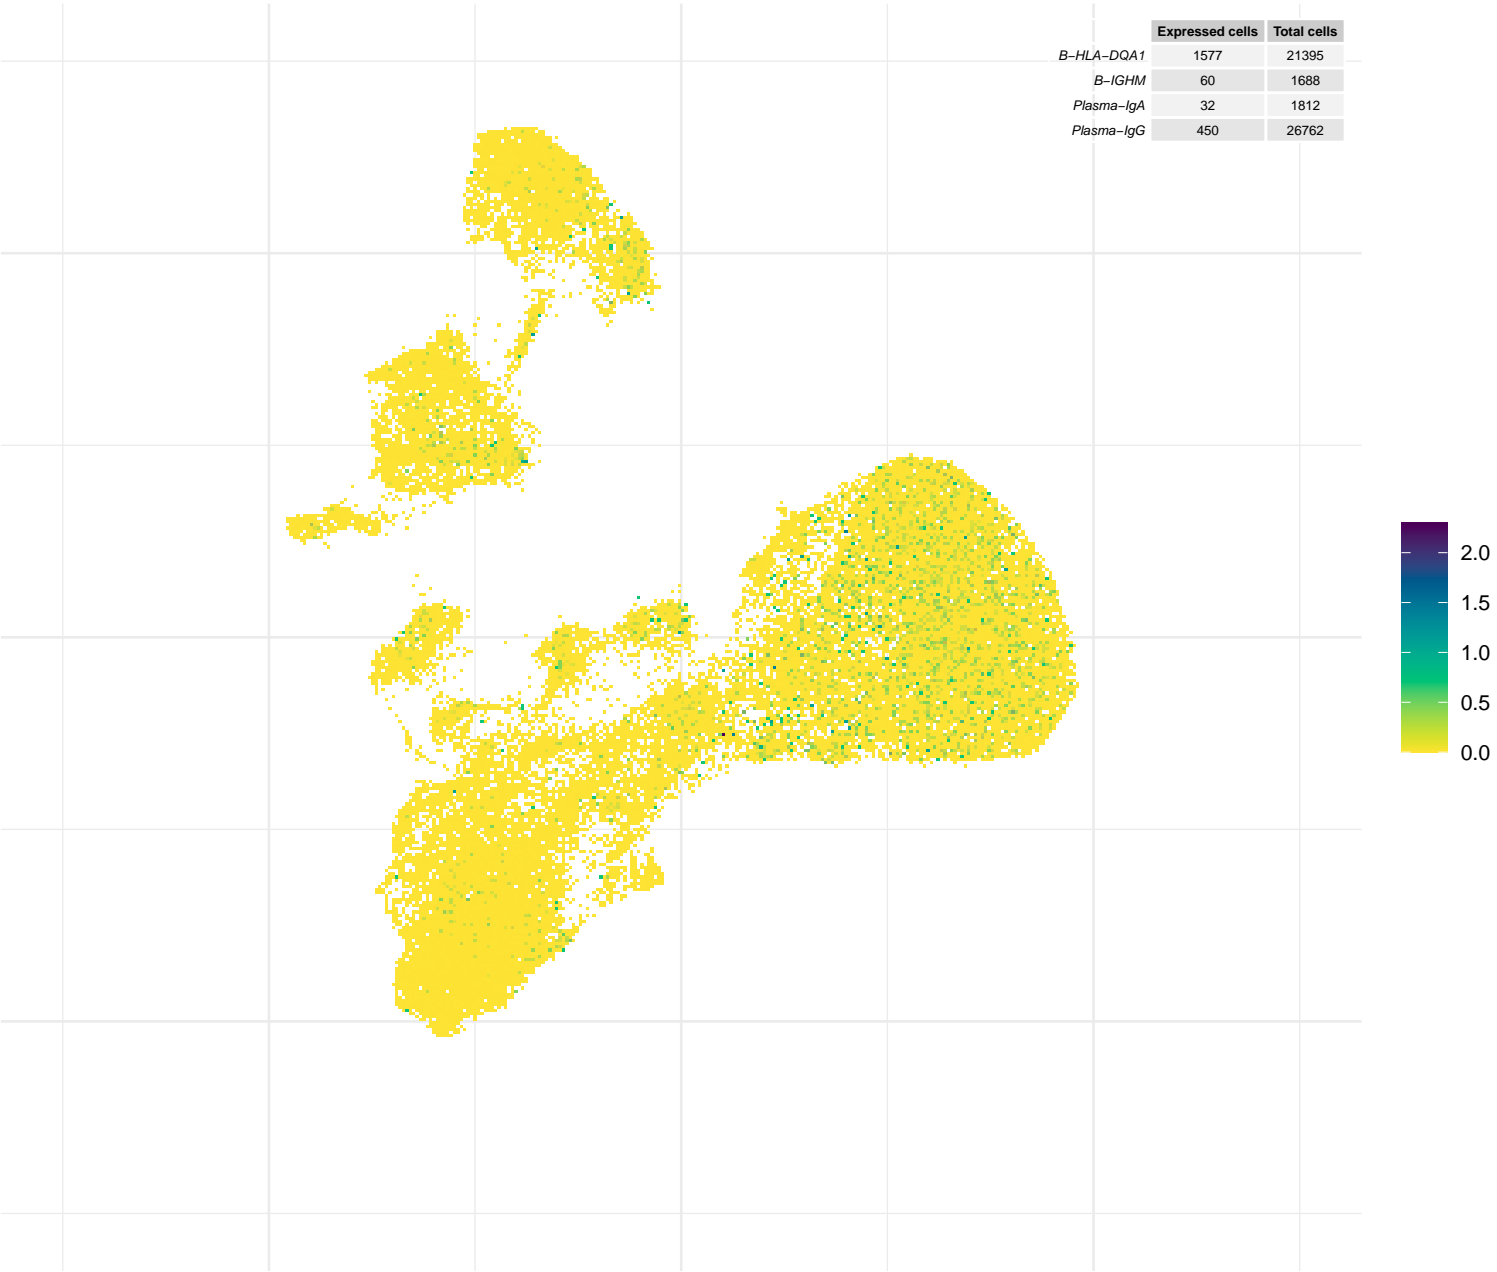 Expressed cells Total cells
B−HLA−DQA1 1577 21395
B−IGHM 60 1688
Plasma−IgA 32 1812
Plasma−IgG 450 26762
2.0
1.5
1.0
0.5
0.0